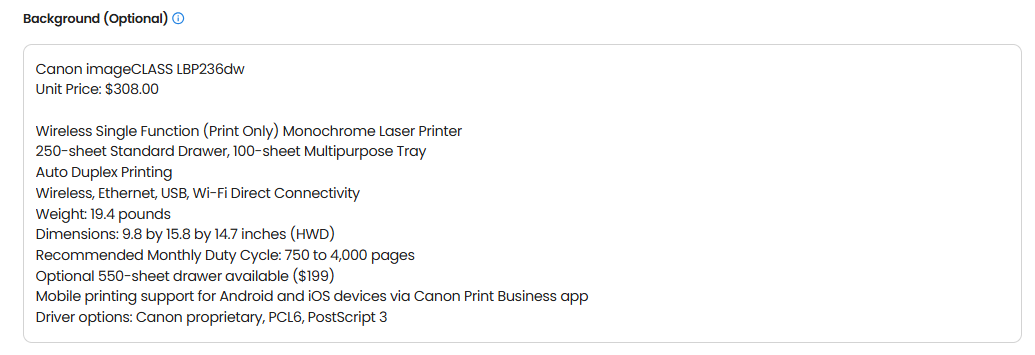 Background (Optional)
Canon imageCLASS LBP236dw
Unit Price: $308.00
Wireless Single Function (Print Only) Monochrome Laser Printer
250-sheet Standard Drawer, 100-sheet Multipurpose Tray
Auto Duplex Printing
Wireless, Ethernet, USB, Wi-Fi Direct Connectivity
Weight: 19.4 pounds
Dimensions: 9.8 by 15.8 by 14.7 inches (HWD)
Recommended Monthly Duty Cycle: 750 to 4,000 pages
Optional 550-sheet drawer available ($199)
Mobile printing support for Android and iOS devices via Canon Print Business app
Driver options: Canon proprietary, PCL6, PostScript 3